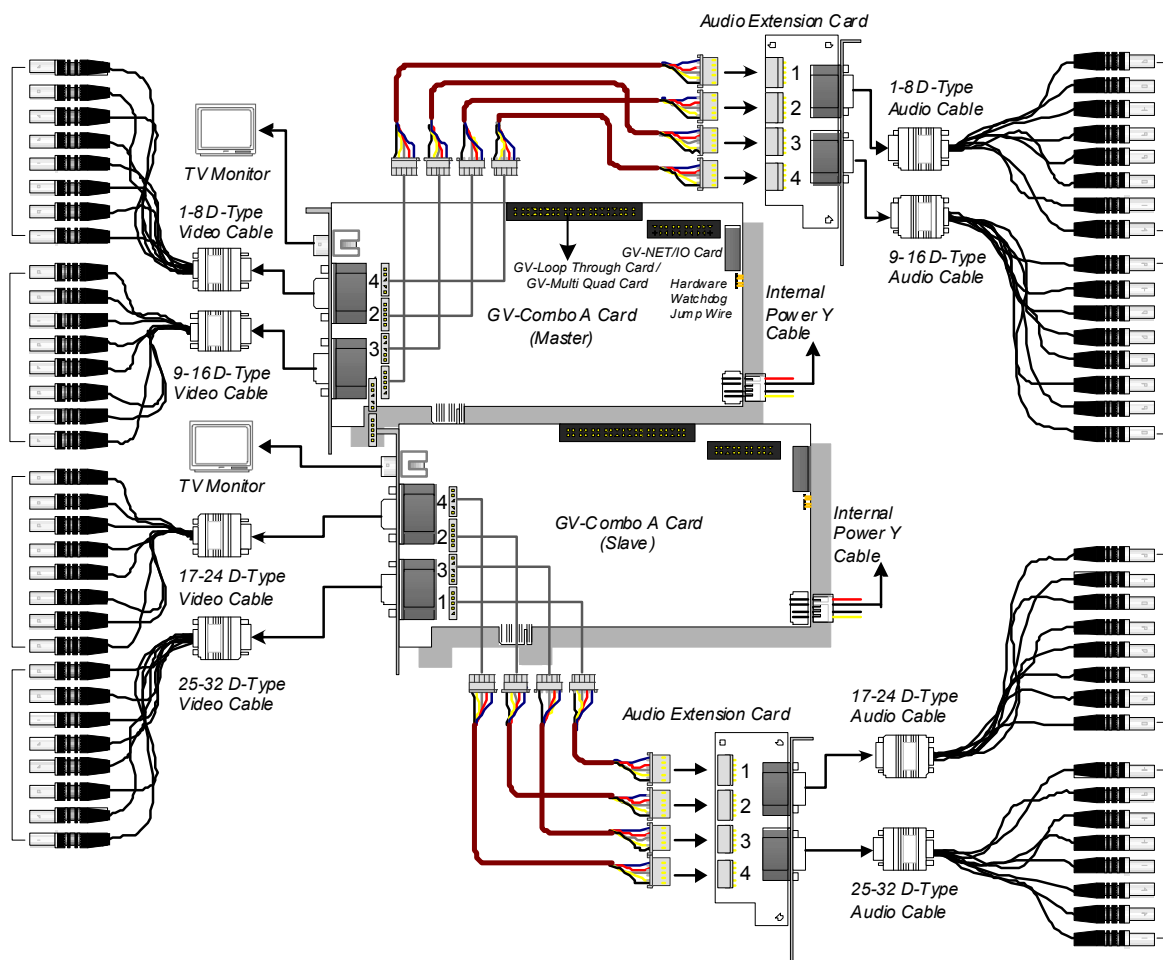 Audio Extension Card
1
2
3
4
1-8 D-Type
Audio Cable
9-16 D-Type
Audio Cable
TV Monitor
1-8 D-Type
Video Cable
9-16 D-Type
Video Cable
4
2
3
GV-Loop Through Card /
GV-Multi Quad Card
GV-NET/IO Card
Hardware
Watchdog
Jump Wire
GV-Combo A Card
(Master)
Internal
Power Y
Cable
TV Monitor
17-24 D-Type
Video Cable
25-32 D-Type
Video Cable
4
2
3
1
GV-Combo A Card
(Slave)
Internal
Power Y
Cable
Audio Extension Card
1
2
3
4
17-24 D-Type
Audio Cable
25-32 D-Type
Audio Cable